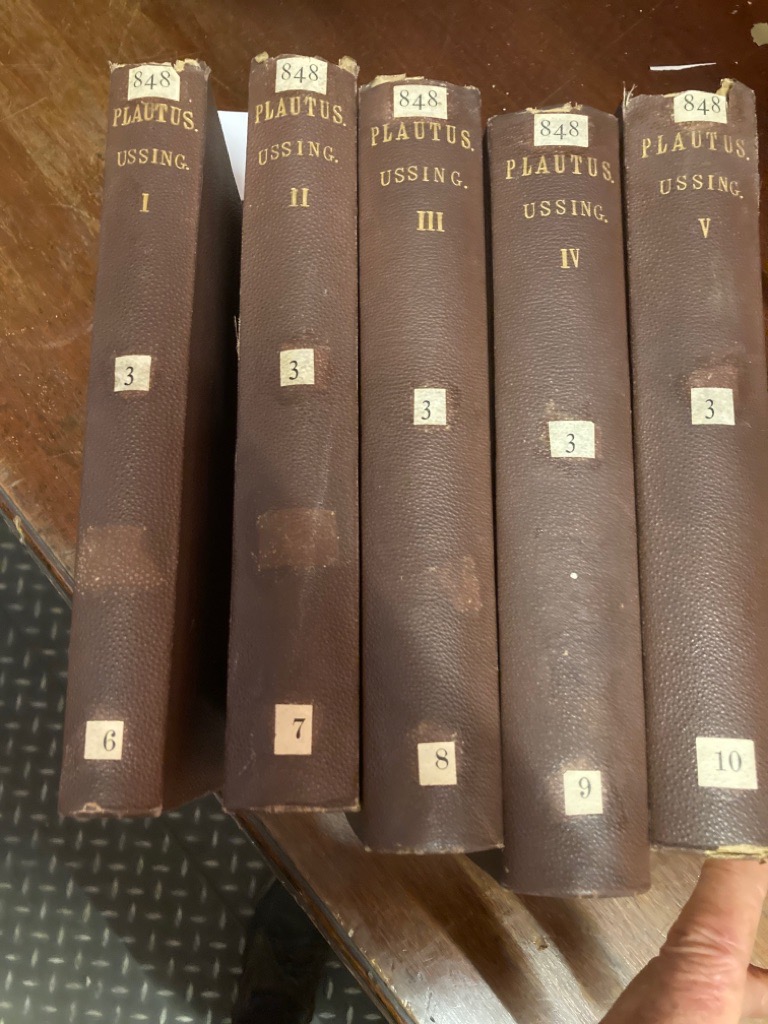 848
PLAUTUS.
USSING.
I
3
6
848
PLAUTUS.
USSING.
II
3
7
848
PLAUTUS.
USSING.
III
3
8
848
PLAUTUS.
USSING.
IV
3
9
848
PLAUTUS.
USSING.
V
3
10